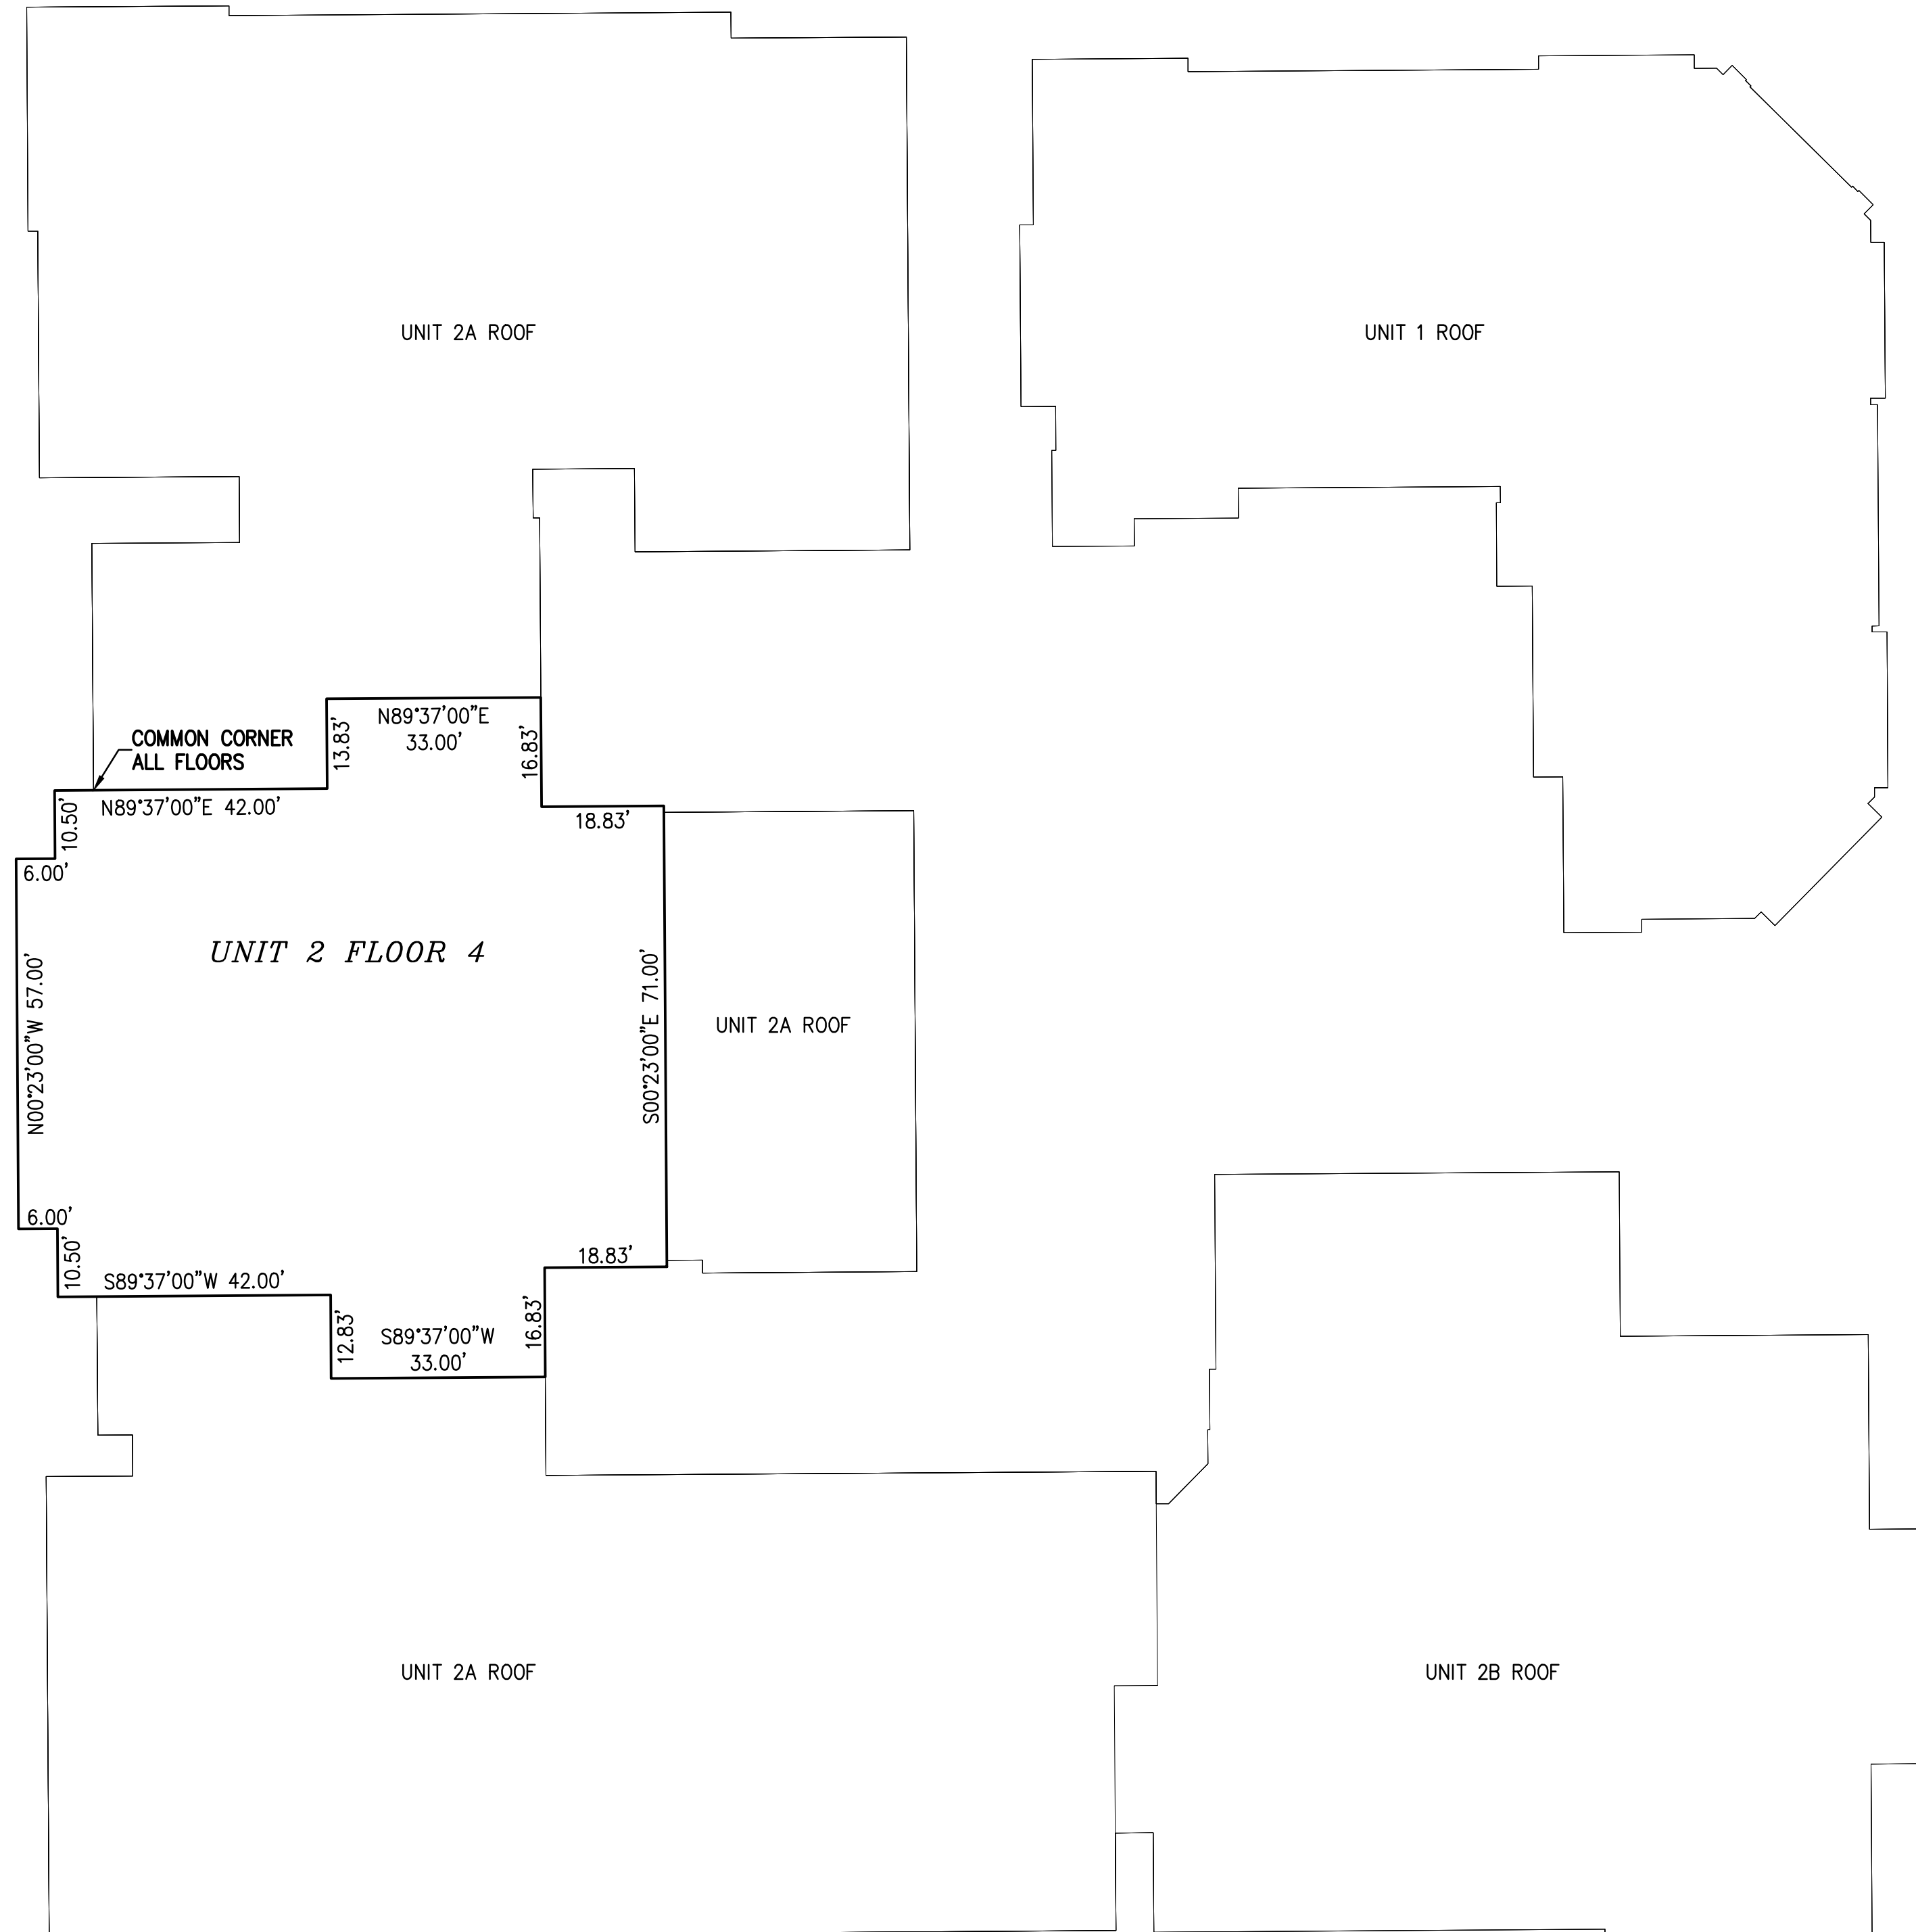 UNIT 2A ROOF
UNIT 1 ROOF
N89°37'00"E
33.00'
13.83'
16.83'
COMMON CORNER
ALL FLOORS
N89°37'00"E 42.00'
10.50'
18.83'
6.00'
UNIT 2 FLOOR 4
N00°23'00"W 57.00'
S00°23'00"E 71.00'
UNIT 2A ROOF
6.00'
10.50'
18.83'
S89°37'00"W 42.00'
12.83'
S89°37'00"W
33.00'
16.83'
UNIT 2A ROOF
UNIT 2B ROOF